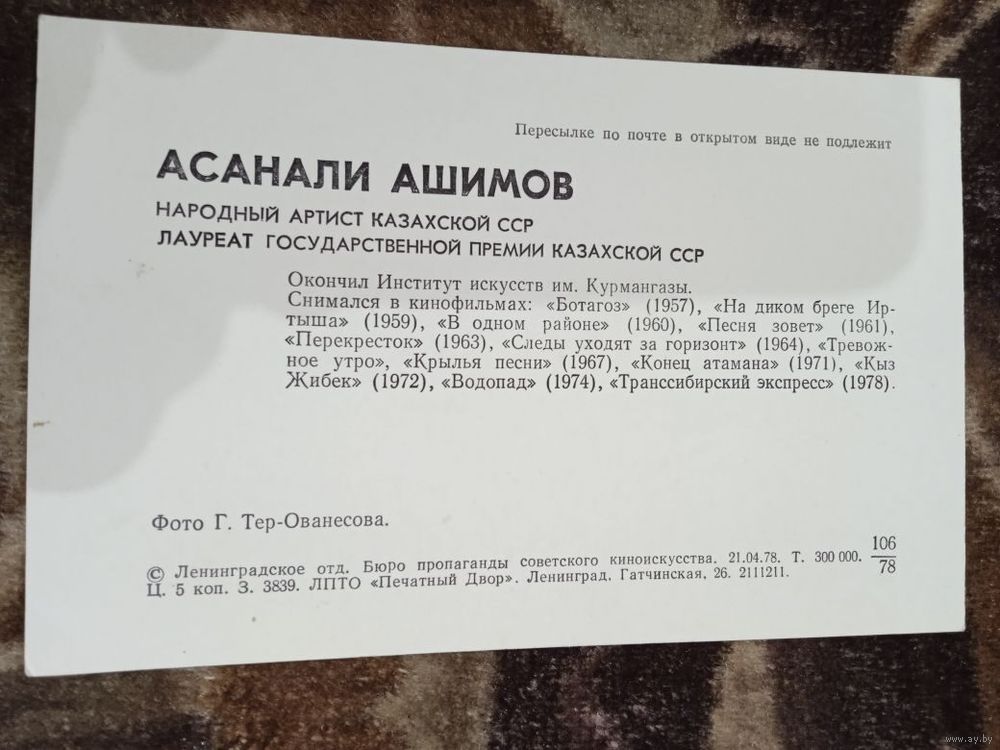 Пересылке по почте в открытом виде не подлежит
АСАНАЛИ АШИМОВ
НАРОДНЫЙ АРТИСТ КАЗАХСКОЙ ССР
ЛАУРЕАТ ГОСУДАРСТВЕННОЙ ПРЕМИИ КАЗАХСКОЙ ССР
Окончил Институт искусств им. Курмангазы.
Снимался в кинофильмах: «Ботагоз» (1957), «На диком бреге Ир-
тыша» (1959), «В одном районе» (1960), «Песня зовет» (1961),
«Перекресток» (1963), «Следы уходят за горизонт» (1964), «Тревож-
ное утро», «Крылья песни» (1967), «Конец атамана» (1971), «Кыз
Жибек» (1972), «Водопад» (1974), «Транссибирский экспресс» (1978).
Фото Г. Тер-Ованесова.
© Ленинградское отд. Бюро пропаганды советского киноискусства. 21.04.78. Т. 300 000. 106/78
Ц. 5 коп. З. 3839. ЛПТО «Печатный Двор». Ленинград. Гатчинская, 26. 2111211.
www.ay.by